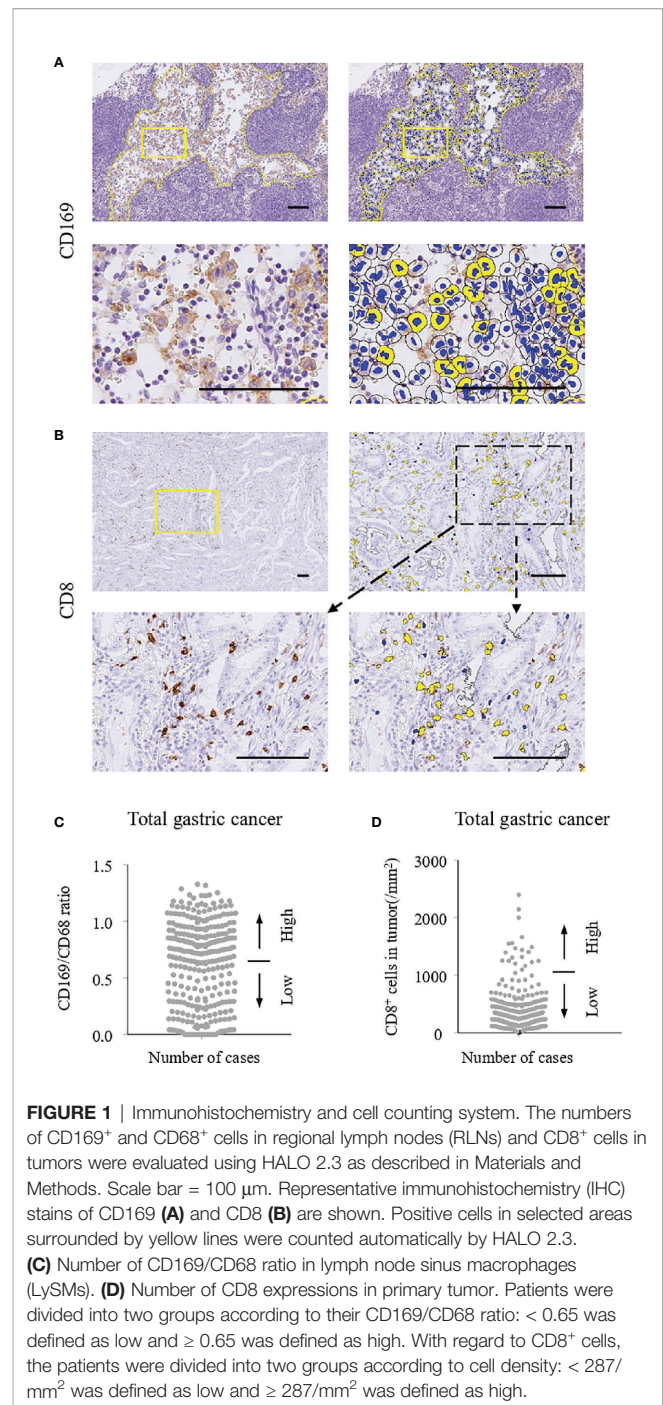 A
CD169
B
CD8
C
Total gastric cancer
CD169/CD68 ratio
1.5
1.0
0.5
0.0
High
Low
Number of cases
D
Total gastric cancer
CD8+ cells in tumor(/mm²)
3000
2000
1000
0
High
Low
Number of cases
FIGURE 1 | Immunohistochemistry and cell counting system. The numbers
of CD169+ and CD68+ cells in regional lymph nodes (RLNs) and CD8+ cells in
tumors were evaluated using HALO 2.3 as described in Materials and
Methods. Scale bar = 100 μm. Representative immunohistochemistry (IHC)
stains of CD169 (A) and CD8 (B) are shown. Positive cells in selected areas
surrounded by yellow lines were counted automatically by HALO 2.3.
(C) Number of CD169/CD68 ratio in lymph node sinus macrophages
(LySMs). (D) Number of CD8 expressions in primary tumor. Patients were
divided into two groups according to their CD169/CD68 ratio: < 0.65 was
defined as low and ≥ 0.65 was defined as high. With regard to CD8+ cells,
the patients were divided into two groups according to cell density: < 287/
mm² was defined as low and ≥ 287/mm² was defined as high.